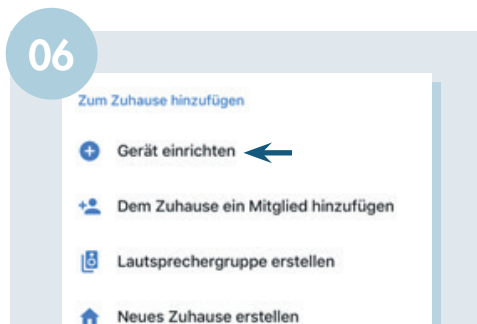 06
Zum Zuhause hinzufügen
Gerät einrichten
Dem Zuhause ein Mitglied hinzufügen
Lautsprechergruppe erstellen
Neues Zuhause erstellen